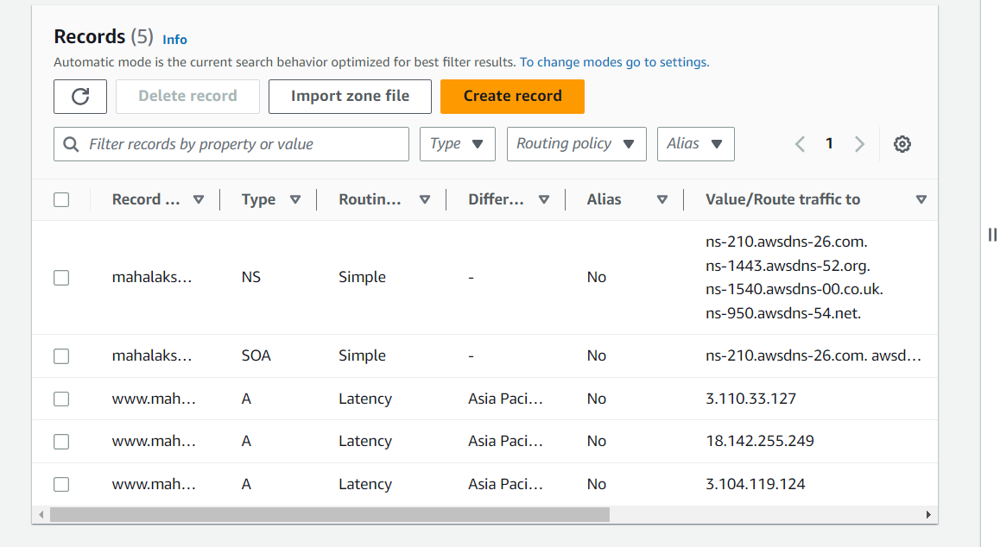 Records (5) Info
Automatic mode is the current search behavior optimized for best filter results. To change modes go to settings.
Delete record Import zone file Create record
Filter records by property or value Type Routing policy Alias 1
Record ... Type Routin... Differ... Alias Value/Route traffic to
ns-210.awsdns-26.com.
ns-1443.awsdns-52.org.
mahalaks... NS Simple - No
ns-1540.awsdns-00.co.uk.
ns-950.awsdns-54.net.
mahalaks... SOA Simple - No ns-210.awsdns-26.com. awsd...
www.mah... A Latency Asia Paci... No 3.110.33.127
www.mah... A Latency Asia Paci... No 18.142.255.249
www.mah... A Latency Asia Paci... No 3.104.119.124